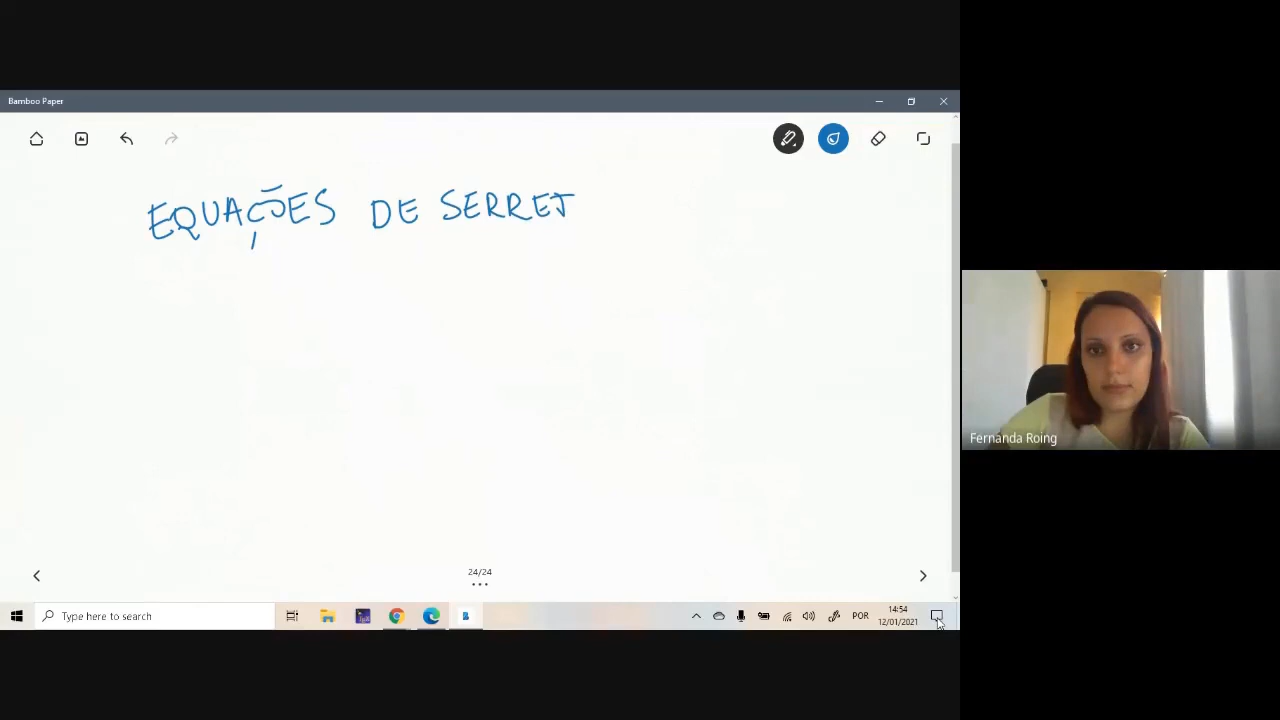 Bamboo Paper
EQUAÇÕES DE SERRET
Fernanda Roing
24/24
Type here to search
POR
14:54
12/01/2021